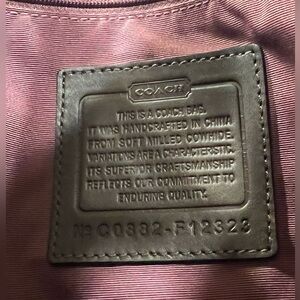 COACH
THIS IS A COACH BAG.
IT WAS HANDCRAFTED IN CHINA
FROM SOFT MILLED COWHIDE.
VARIATIONS ARE A CHARACTERISTIC.
ITS SUPERIOR CRAFTSMANSHIP
REFLECTS OUR COMMITMENT TO
ENDURING QUALITY.
Nº C0882-F12323